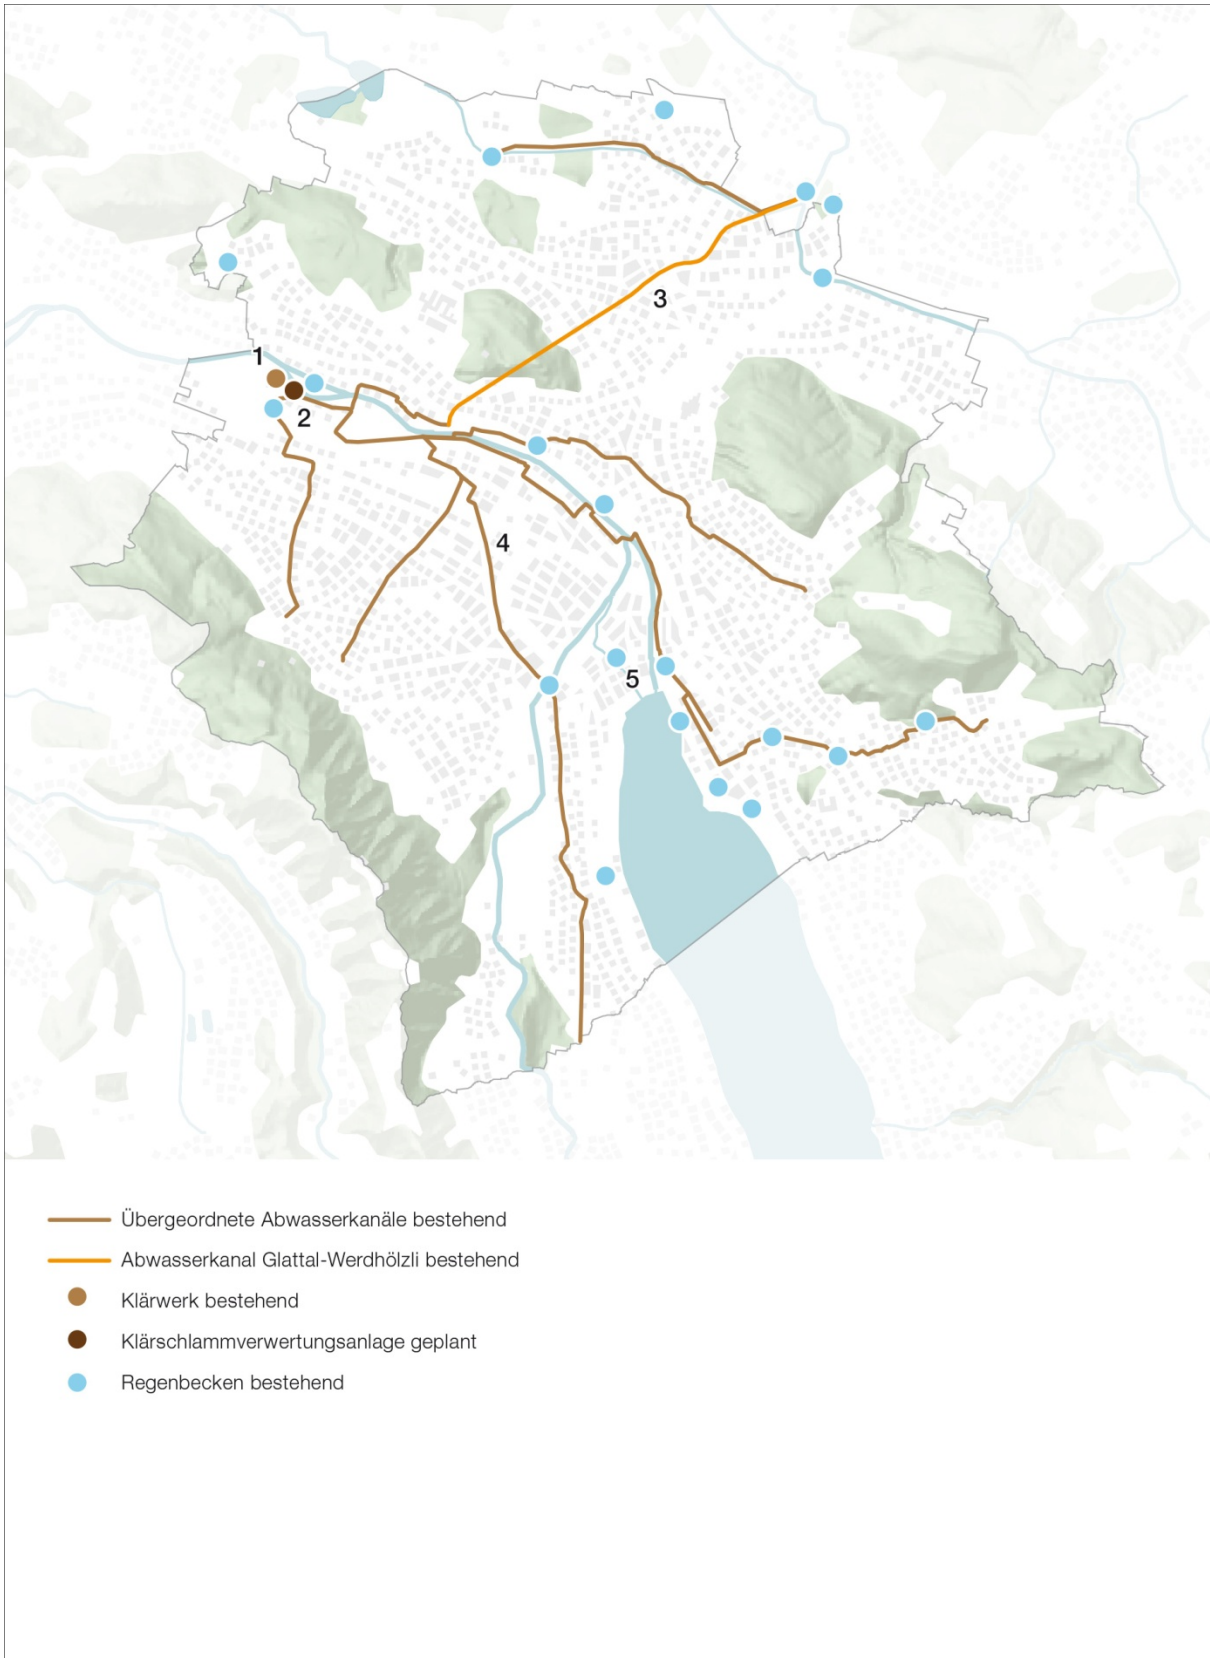 3
1
2
4
5
Übergeordnete Abwasserkanäle bestehend
Abwasserkanal Glattal-Werdhölzli bestehend
Klärwerk bestehend
Klärschlammverwertungsanlage geplant
Regenbecken bestehend